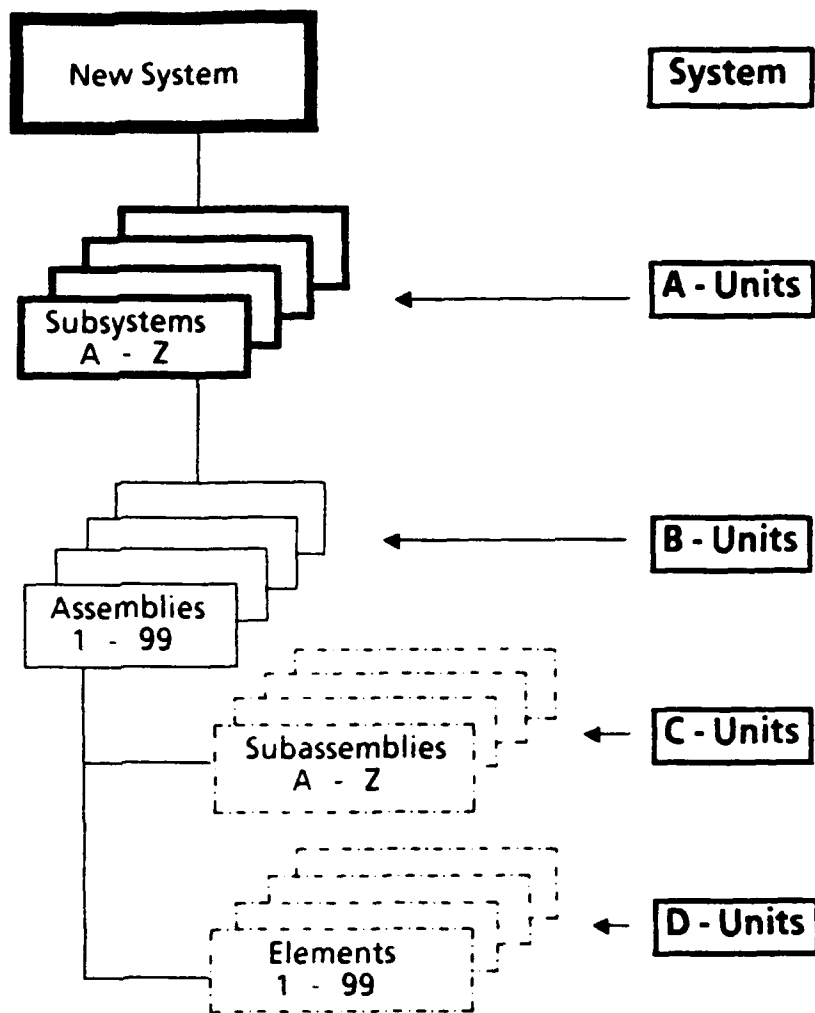 New System
System
Subsystems
A - Z
A - Units
Assemblies
1 - 99
B - Units
Subassemblies
A - Z
C - Units
Elements
1 - 99
D - Units